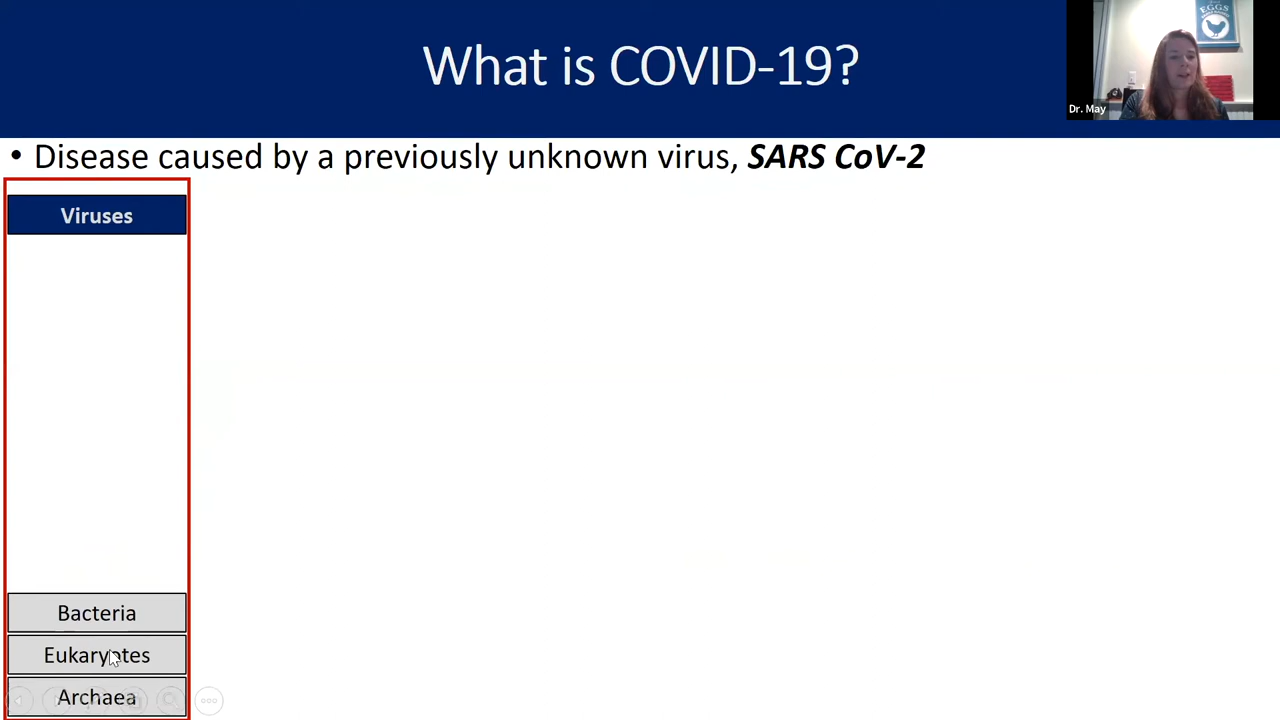 What is COVID-19?
EGGS
Dr. May
• Disease caused by a previously unknown virus, SARS CoV-2
Viruses
Bacteria
Eukaryotes
Archaea